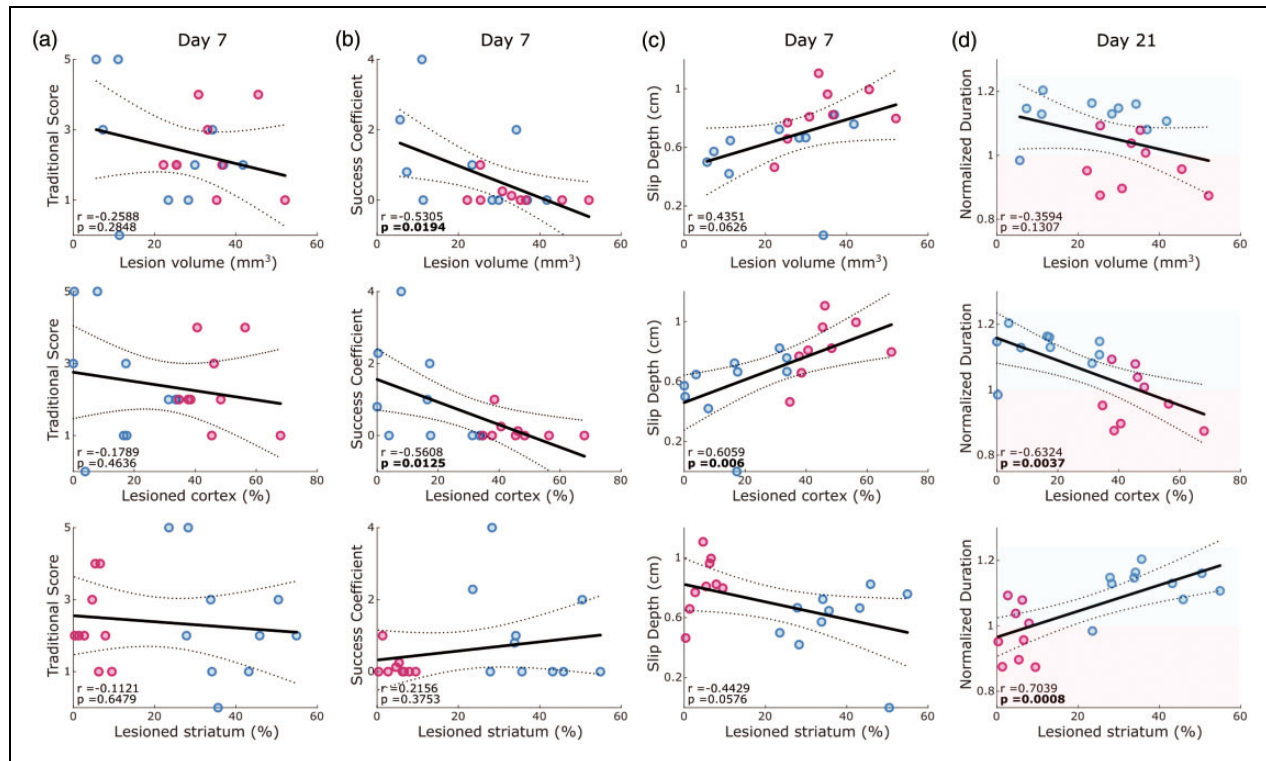 (a) Day 7
(b) Day 7
(c) Day 7
(d) Day 21
Traditional Score
5
3
1
r =-0.2588
p =0.2848
0 20 40 60
Lesion volume (mm³)
Success Coefficient
4
2
0
r =-0.5305
p =0.0194
0 20 40 60
Lesion volume (mm³)
Slip Depth (cm)
1
0.6
0.2
r =0.4351
p =0.0626
0 20 40 60
Lesion volume (mm³)
Normalized Duration
1.2
1
0.8
r =-0.3594
p =0.1307
0 20 40 60
Lesion volume (mm³)
Traditional Score
5
3
1
r =-0.1789
p =0.4636
0 20 40 60 80
Lesioned cortex (%)
Success Coefficient
4
2
0
r =-0.5608
p =0.0125
0 20 40 60 80
Lesioned cortex (%)
Slip Depth (cm)
1
0.6
0.2
r =0.6059
p =0.006
0 20 40 60 80
Lesioned cortex (%)
Normalized Duration
1.2
1
0.8
r =-0.6324
p =0.0037
0 20 40 60 80
Lesioned cortex (%)
Traditional Score
5
3
1
r =-0.1121
p =0.6479
0 20 40 60
Lesioned striatum (%)
Success Coefficient
4
2
0
r =0.2156
p =0.3753
0 20 40 60
Lesioned striatum (%)
Slip Depth (cm)
1
0.6
0.2
r =-0.4429
p =0.0576
0 20 40 60
Lesioned striatum (%)
Normalized Duration
1.2
1
0.8
r =0.7039
p =0.0008
0 20 40 60
Lesioned striatum (%)